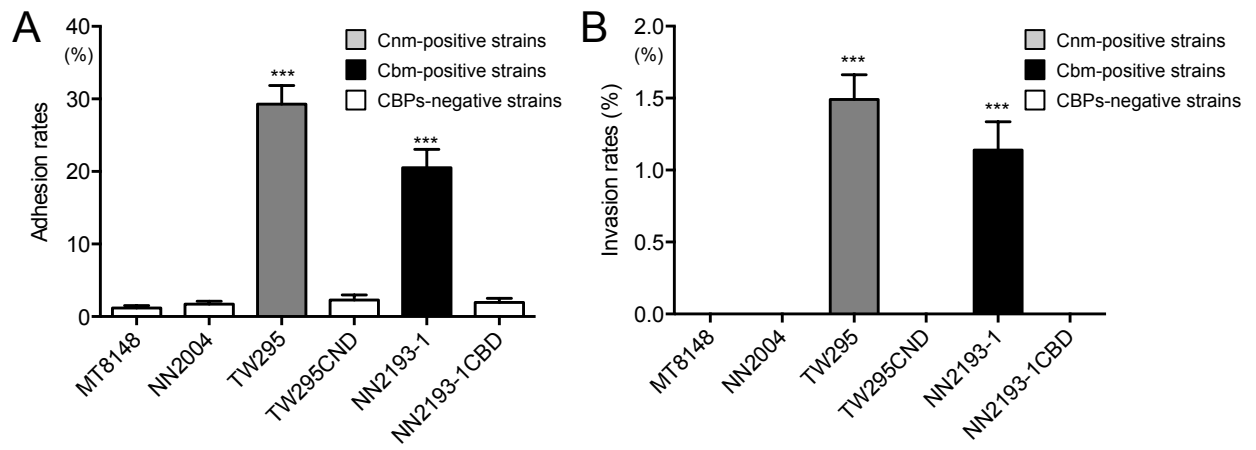 A
(%)
Adhesion rates
40
30
20
10
0
Cnm-positive strains
Cbm-positive strains
CBPs-negative strains
***
***
MT8148
NN2004
TW295
TW295CND
NN2193-1
NN2193-1CBD
B
(%)
Invasion rates (%)
2.0
1.5
1.0
0.5
0.0
Cnm-positive strains
Cbm-positive strains
CBPs-negative strains
***
***
MT8148
NN2004
TW295
TW295CND
NN2193-1
NN2193-1CBD